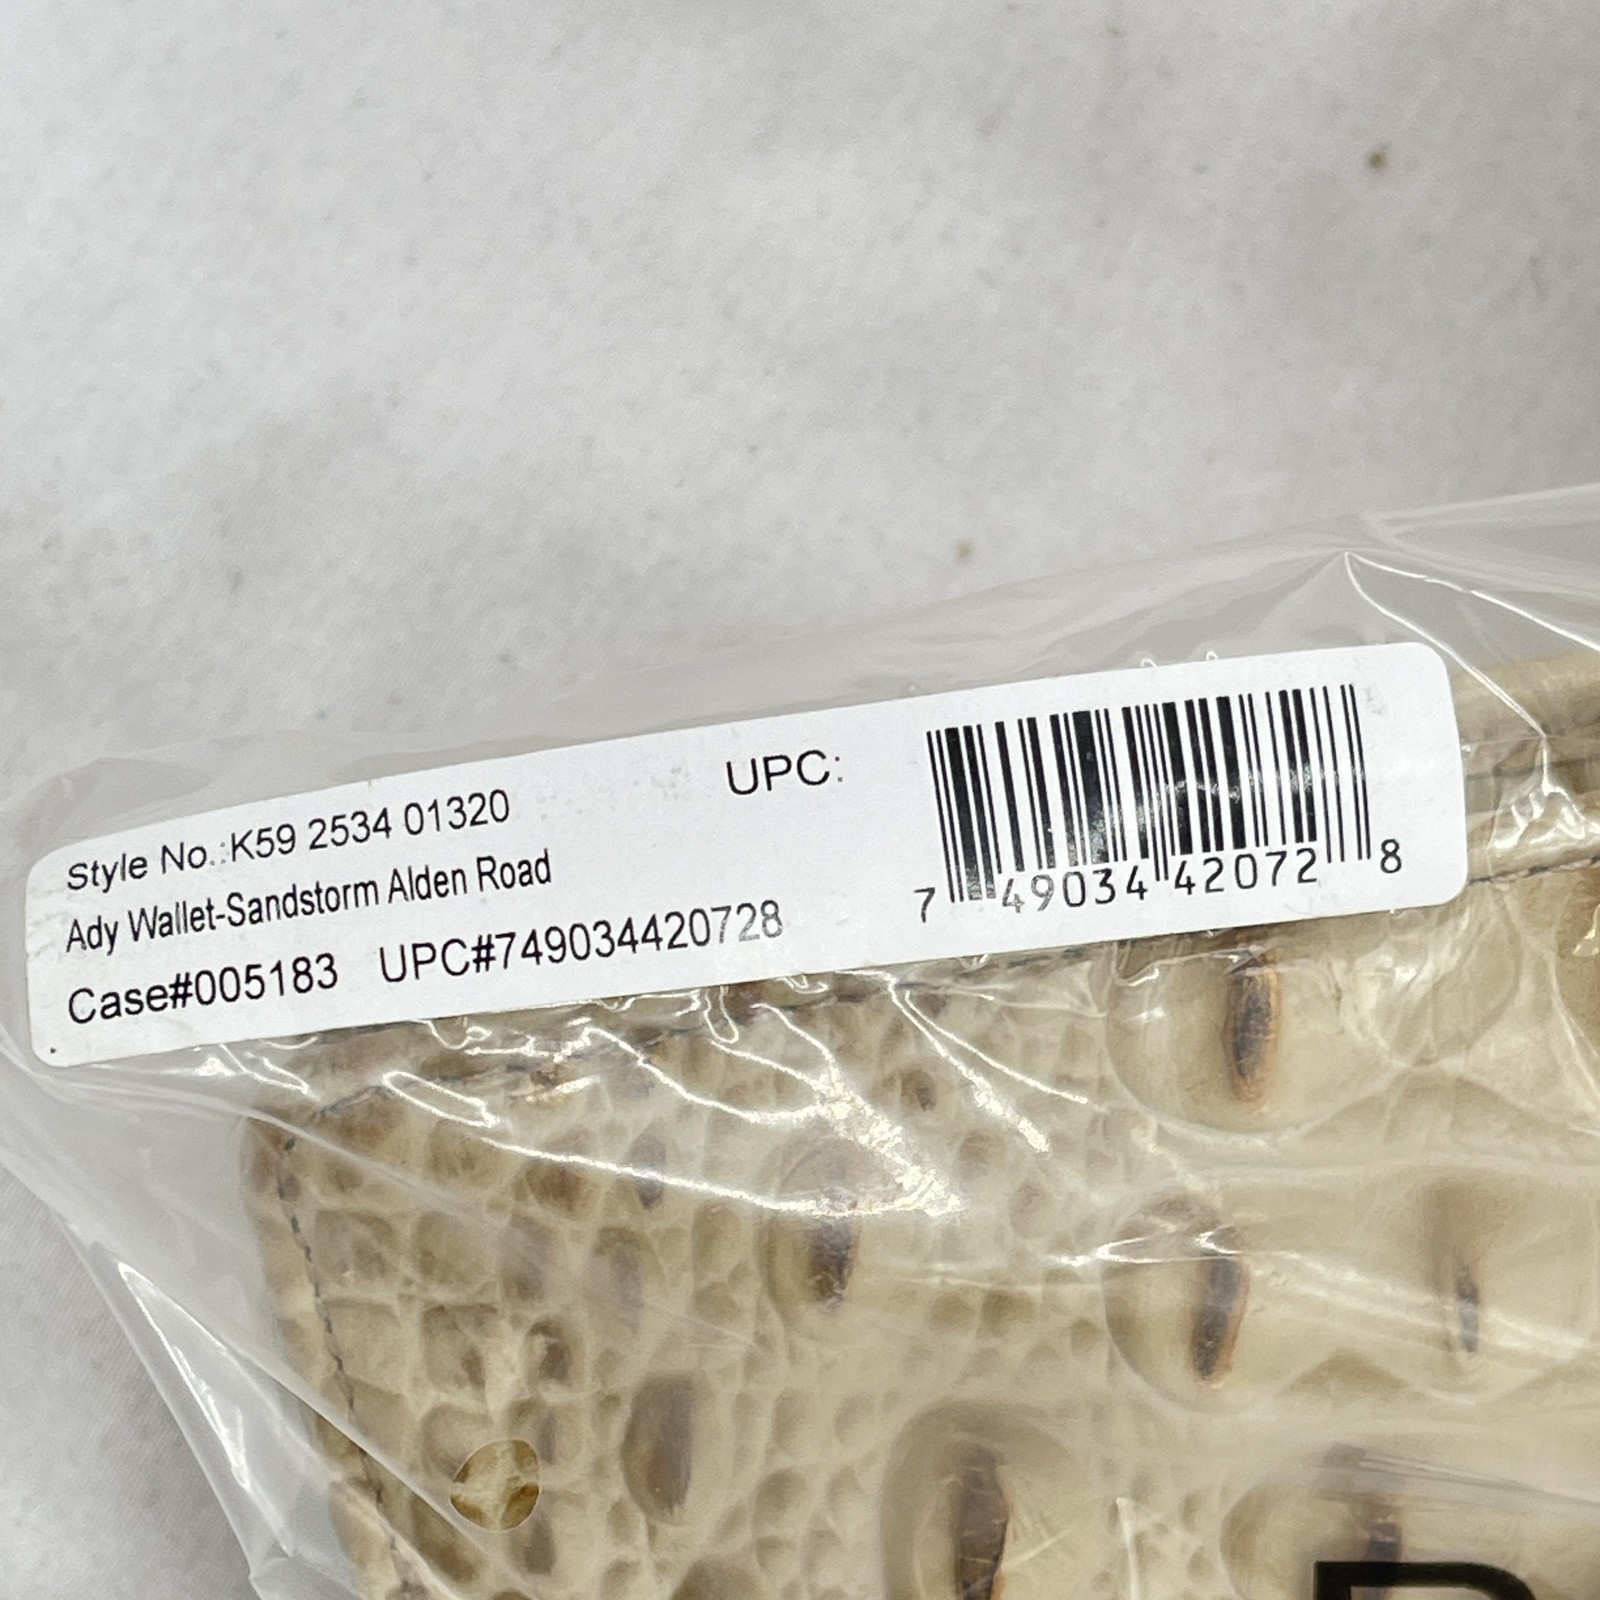 Style No.:K59 2534 01320
Ady Wallet-Sandstorm Alden Road
Case#005183 UPC#749034420728
UPC:
7 49034 42072 8